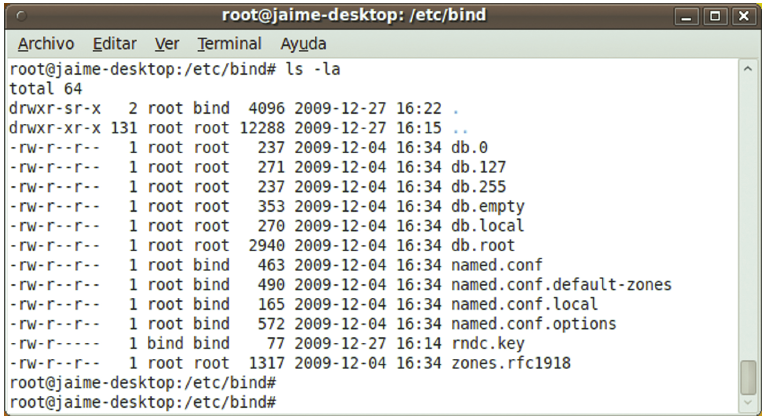 root@jaime-desktop: /etc/bind
Archivo Editar Ver Terminal Ayuda
root@jaime-desktop:/etc/bind# ls -la
total 64
drwxr-sr-x   2 root bind  4096 2009-12-27 16:22 .
drwxr-xr-x 131 root root 12288 2009-12-27 16:15 ..
-rw-r--r--   1 root root   237 2009-12-04 16:34 db.0
-rw-r--r--   1 root root   271 2009-12-04 16:34 db.127
-rw-r--r--   1 root root   237 2009-12-04 16:34 db.255
-rw-r--r--   1 root root   353 2009-12-04 16:34 db.empty
-rw-r--r--   1 root root   270 2009-12-04 16:34 db.local
-rw-r--r--   1 root root  2940 2009-12-04 16:34 db.root
-rw-r--r--   1 root bind   463 2009-12-04 16:34 named.conf
-rw-r--r--   1 root bind   490 2009-12-04 16:34 named.conf.default-zones
-rw-r--r--   1 root bind   165 2009-12-04 16:34 named.conf.local
-rw-r--r--   1 root bind   572 2009-12-04 16:34 named.conf.options
-rw-r-----   1 bind bind    77 2009-12-27 16:14 rndc.key
-rw-r--r--   1 root root  1317 2009-12-04 16:34 zones.rfc1918
root@jaime-desktop:/etc/bind#
root@jaime-desktop:/etc/bind#